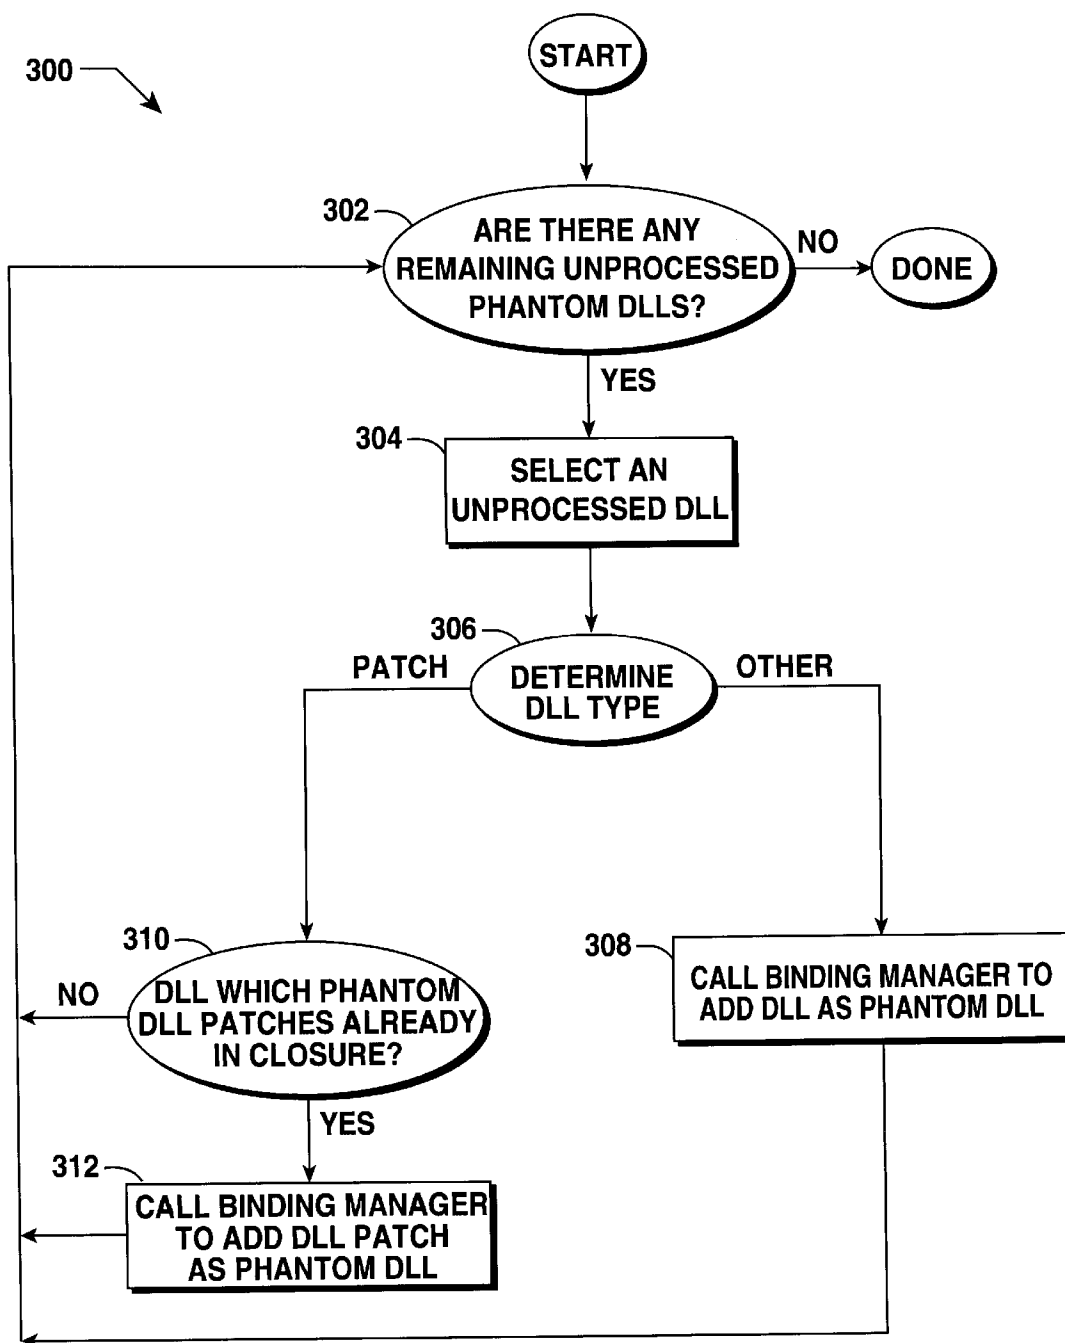 START
300
302
ARE THERE ANY
REMAINING UNPROCESSED
PHANTOM DLLS?
NO
DONE
YES
304
SELECT AN
UNPROCESSED DLL
306
PATCH
DETERMINE
DLL TYPE
OTHER
310
NO
DLL WHICH PHANTOM
DLL PATCHES ALREADY
IN CLOSURE?
308
CALL BINDING MANAGER TO
ADD DLL AS PHANTOM DLL
YES
312
CALL BINDING MANAGER
TO ADD DLL PATCH
AS PHANTOM DLL